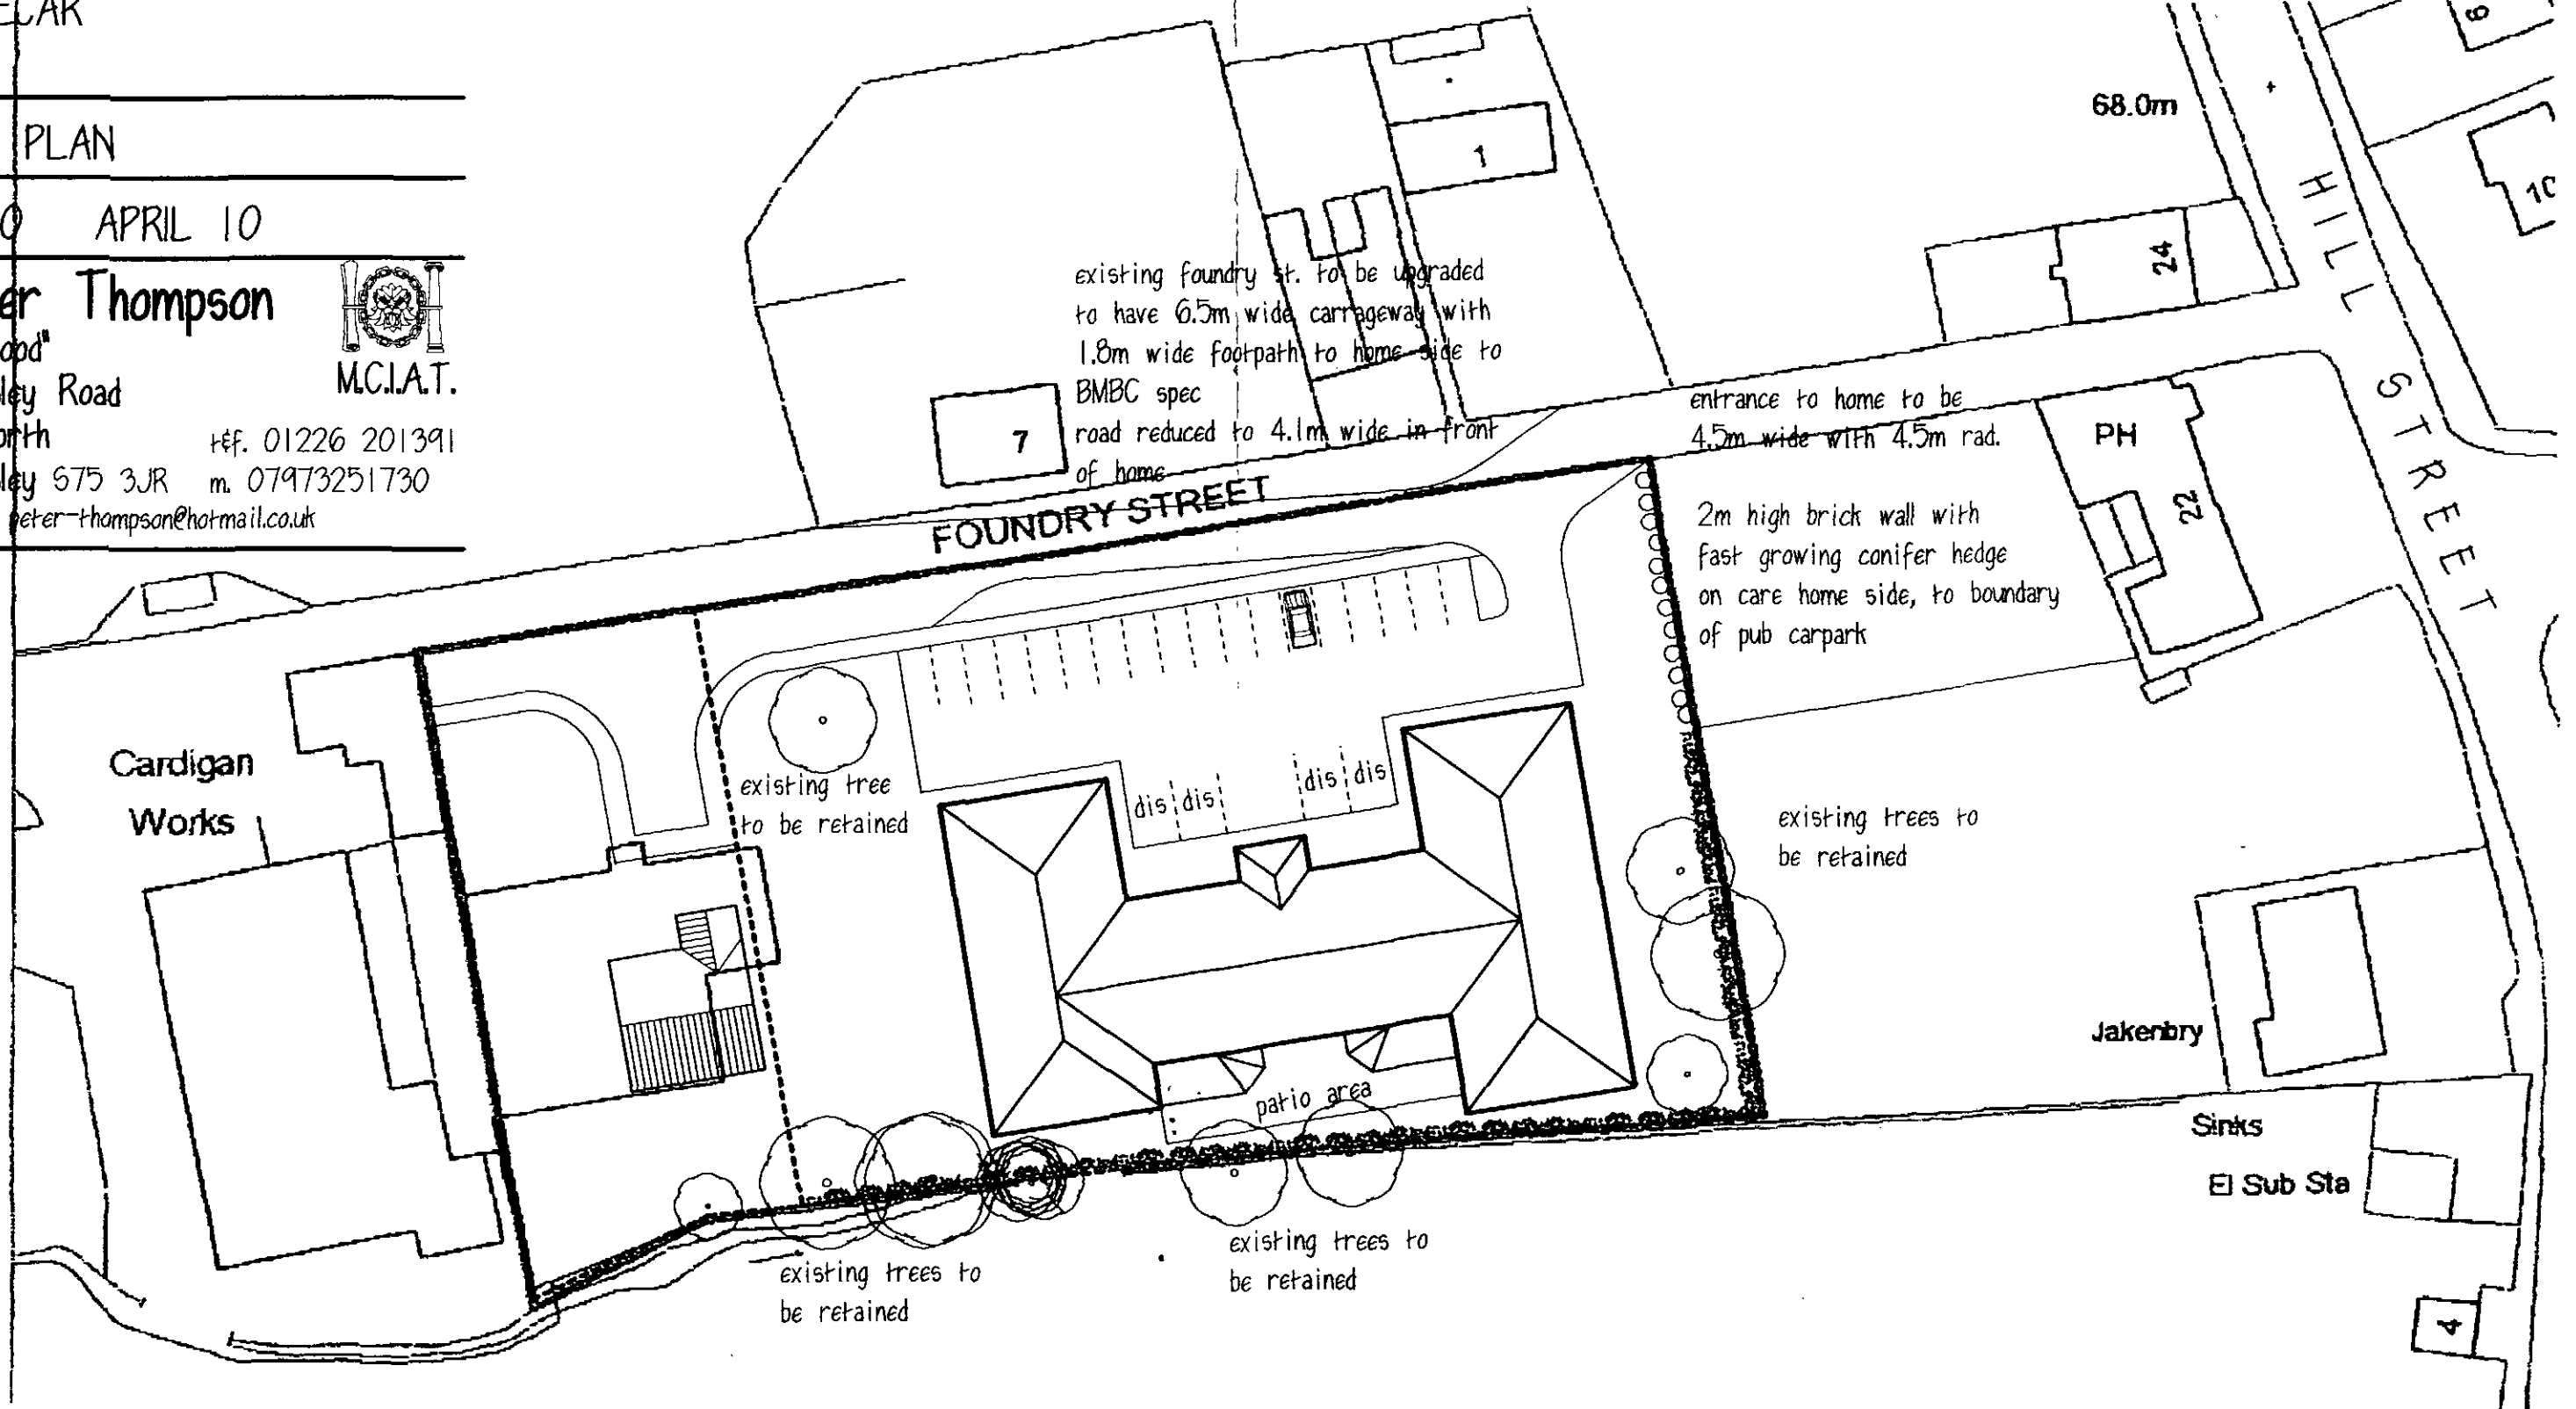 PLAN
APRIL 10
Thompson
M.C.I.A.T.
Road
t&f. 01226 201391
S75 3JR m. 07973251730
peter-thompson@hotmail.co.uk
existing foundry st. to be upgraded
to have 6.5m wide carrageway with
1.8m wide footpath to home side to
BMBC spec
road reduced to 4.1m wide in front
of home
1
7
FOUNDRY STREET
68.0m
HILL STREET
6
10
24
entrance to home to be
4.5m wide with 4.5m rad.
PH
22
2m high brick wall with
fast growing conifer hedge
on care home side, to boundary
of pub carpark
Cardigan
Works
existing tree
to be retained
dis dis
dis dis
existing trees to
be retained
patio area
Jakenbry
Sinks
El Sub Sta
existing trees to
be retained
existing trees to
be retained
4